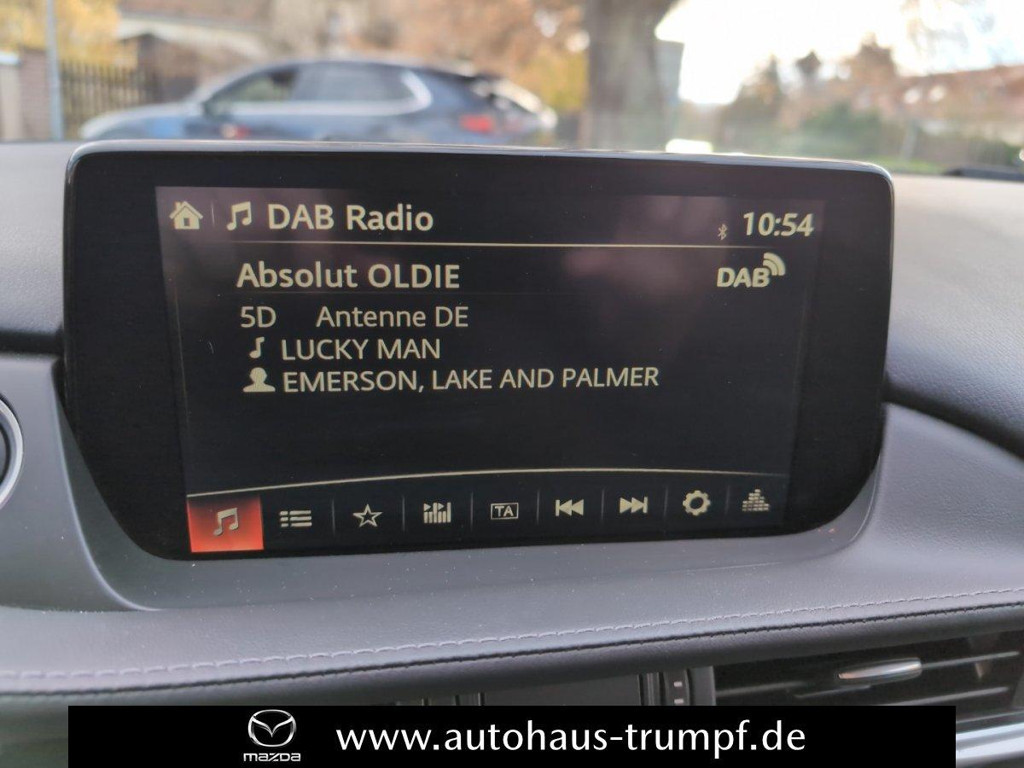 DAB Radio
10:54
Absolut OLDIE
DAB
5D Antenne DE
LUCKY MAN
EMERSON, LAKE AND PALMER
TA
mazda
www.autohaus-trumpf.de